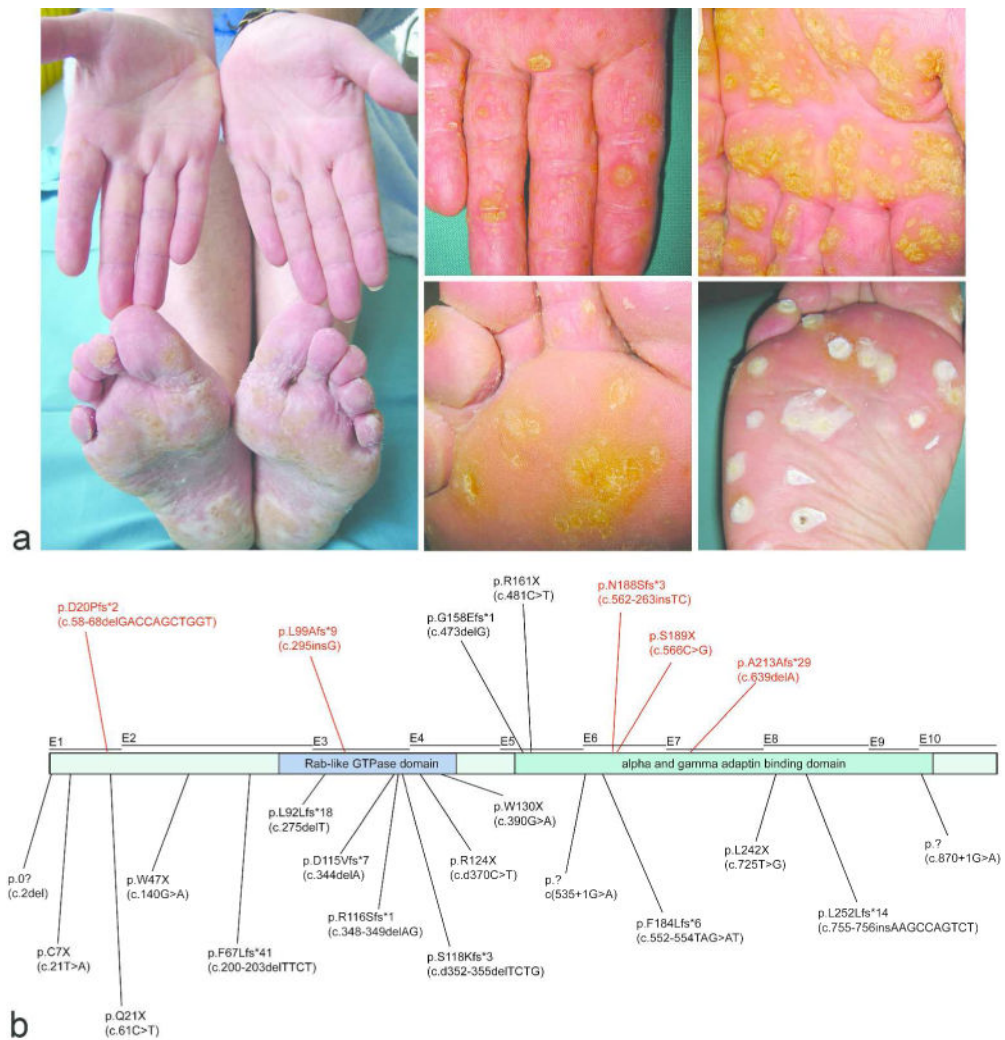 a
p.R161X
(c.481C>T)
p.N188Sfs*3
(c.562-263insTC)
p.D20Pfs*2
(c.58-68delGACCAGCTGGT)
p.L99Afs*9
(c.295insG)
p.G158Efs*1
(c.473delG)
p.S189X
(c.566C>G)
p.A213Afs*29
(c.639delA)
E1 E2 E3 E4 E5 E6 E7 E8 E9 E10
Rab-like GTPase domain alpha and gamma adaptin binding domain
p.0?
(c.2del)
p.C7X
(c.21T>A)
p.Q21X
(c.61C>T)
p.W47X
(c.140G>A)
p.F67Lfs*41
(c.200-203delTTCT)
p.L92Lfs*18
(c.275delT)
p.D115Vfs*7
(c.344delA)
p.R116Sfs*1
(c.348-349delAG)
p.S118Kfs*3
(c.d352-355delTCTG)
p.R124X
(c.d370C>T)
p.W130X
(c.390G>A)
p.?
c(535+1G>A)
p.F184Lfs*6
(c.552-554TAG>AT)
p.L242X
(c.725T>G)
p.L252Lfs*14
(c.755-756insAAGCCAGTCT)
p.?
(c.870+1G>A)
b